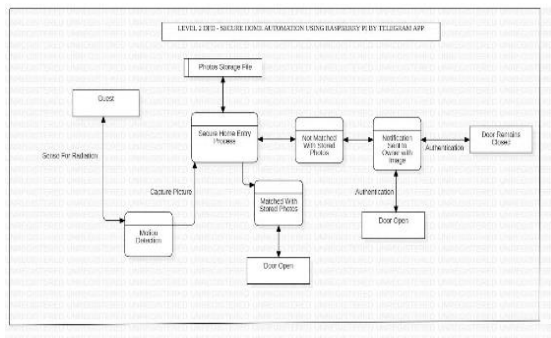 LEVEL 2 DFD - SECURE HOME AUTOMATION USING RASPBERRY PI BY TELEGRAM APP
Photos Storage File
Guest
Secure Home Entry
Process
Not Matched
With Stored
Photos
Notification
Sent to
Owner with
Image
Door Remains
Closed
Authentication
Sense For Radiation
Capture Picture
Matched With
Stored Photos
Authentication
Motion
Detection
Door Open
Door Open